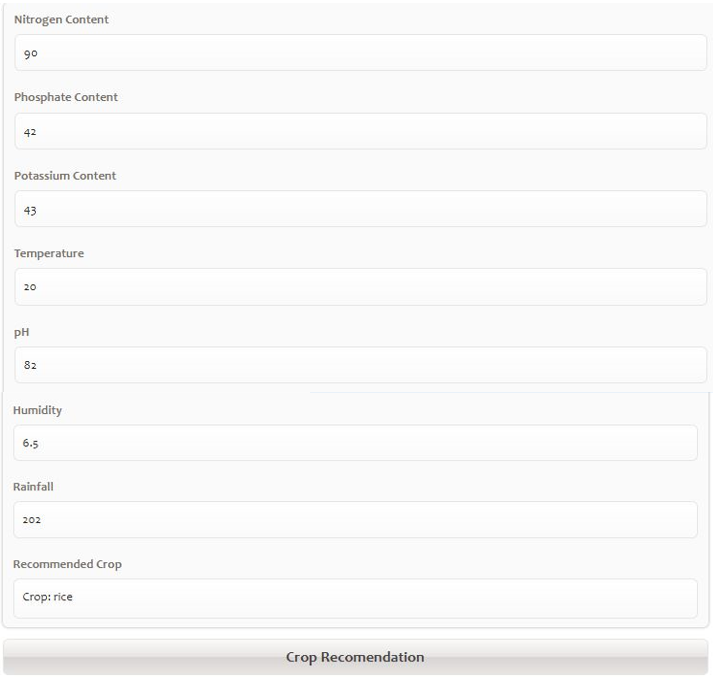 Nitrogen Content
90
Phosphate Content
42
Potassium Content
43
Temperature
20
pH
82
Humidity
6.5
Rainfall
202
Recommended Crop
Crop: rice
Crop Recomendation